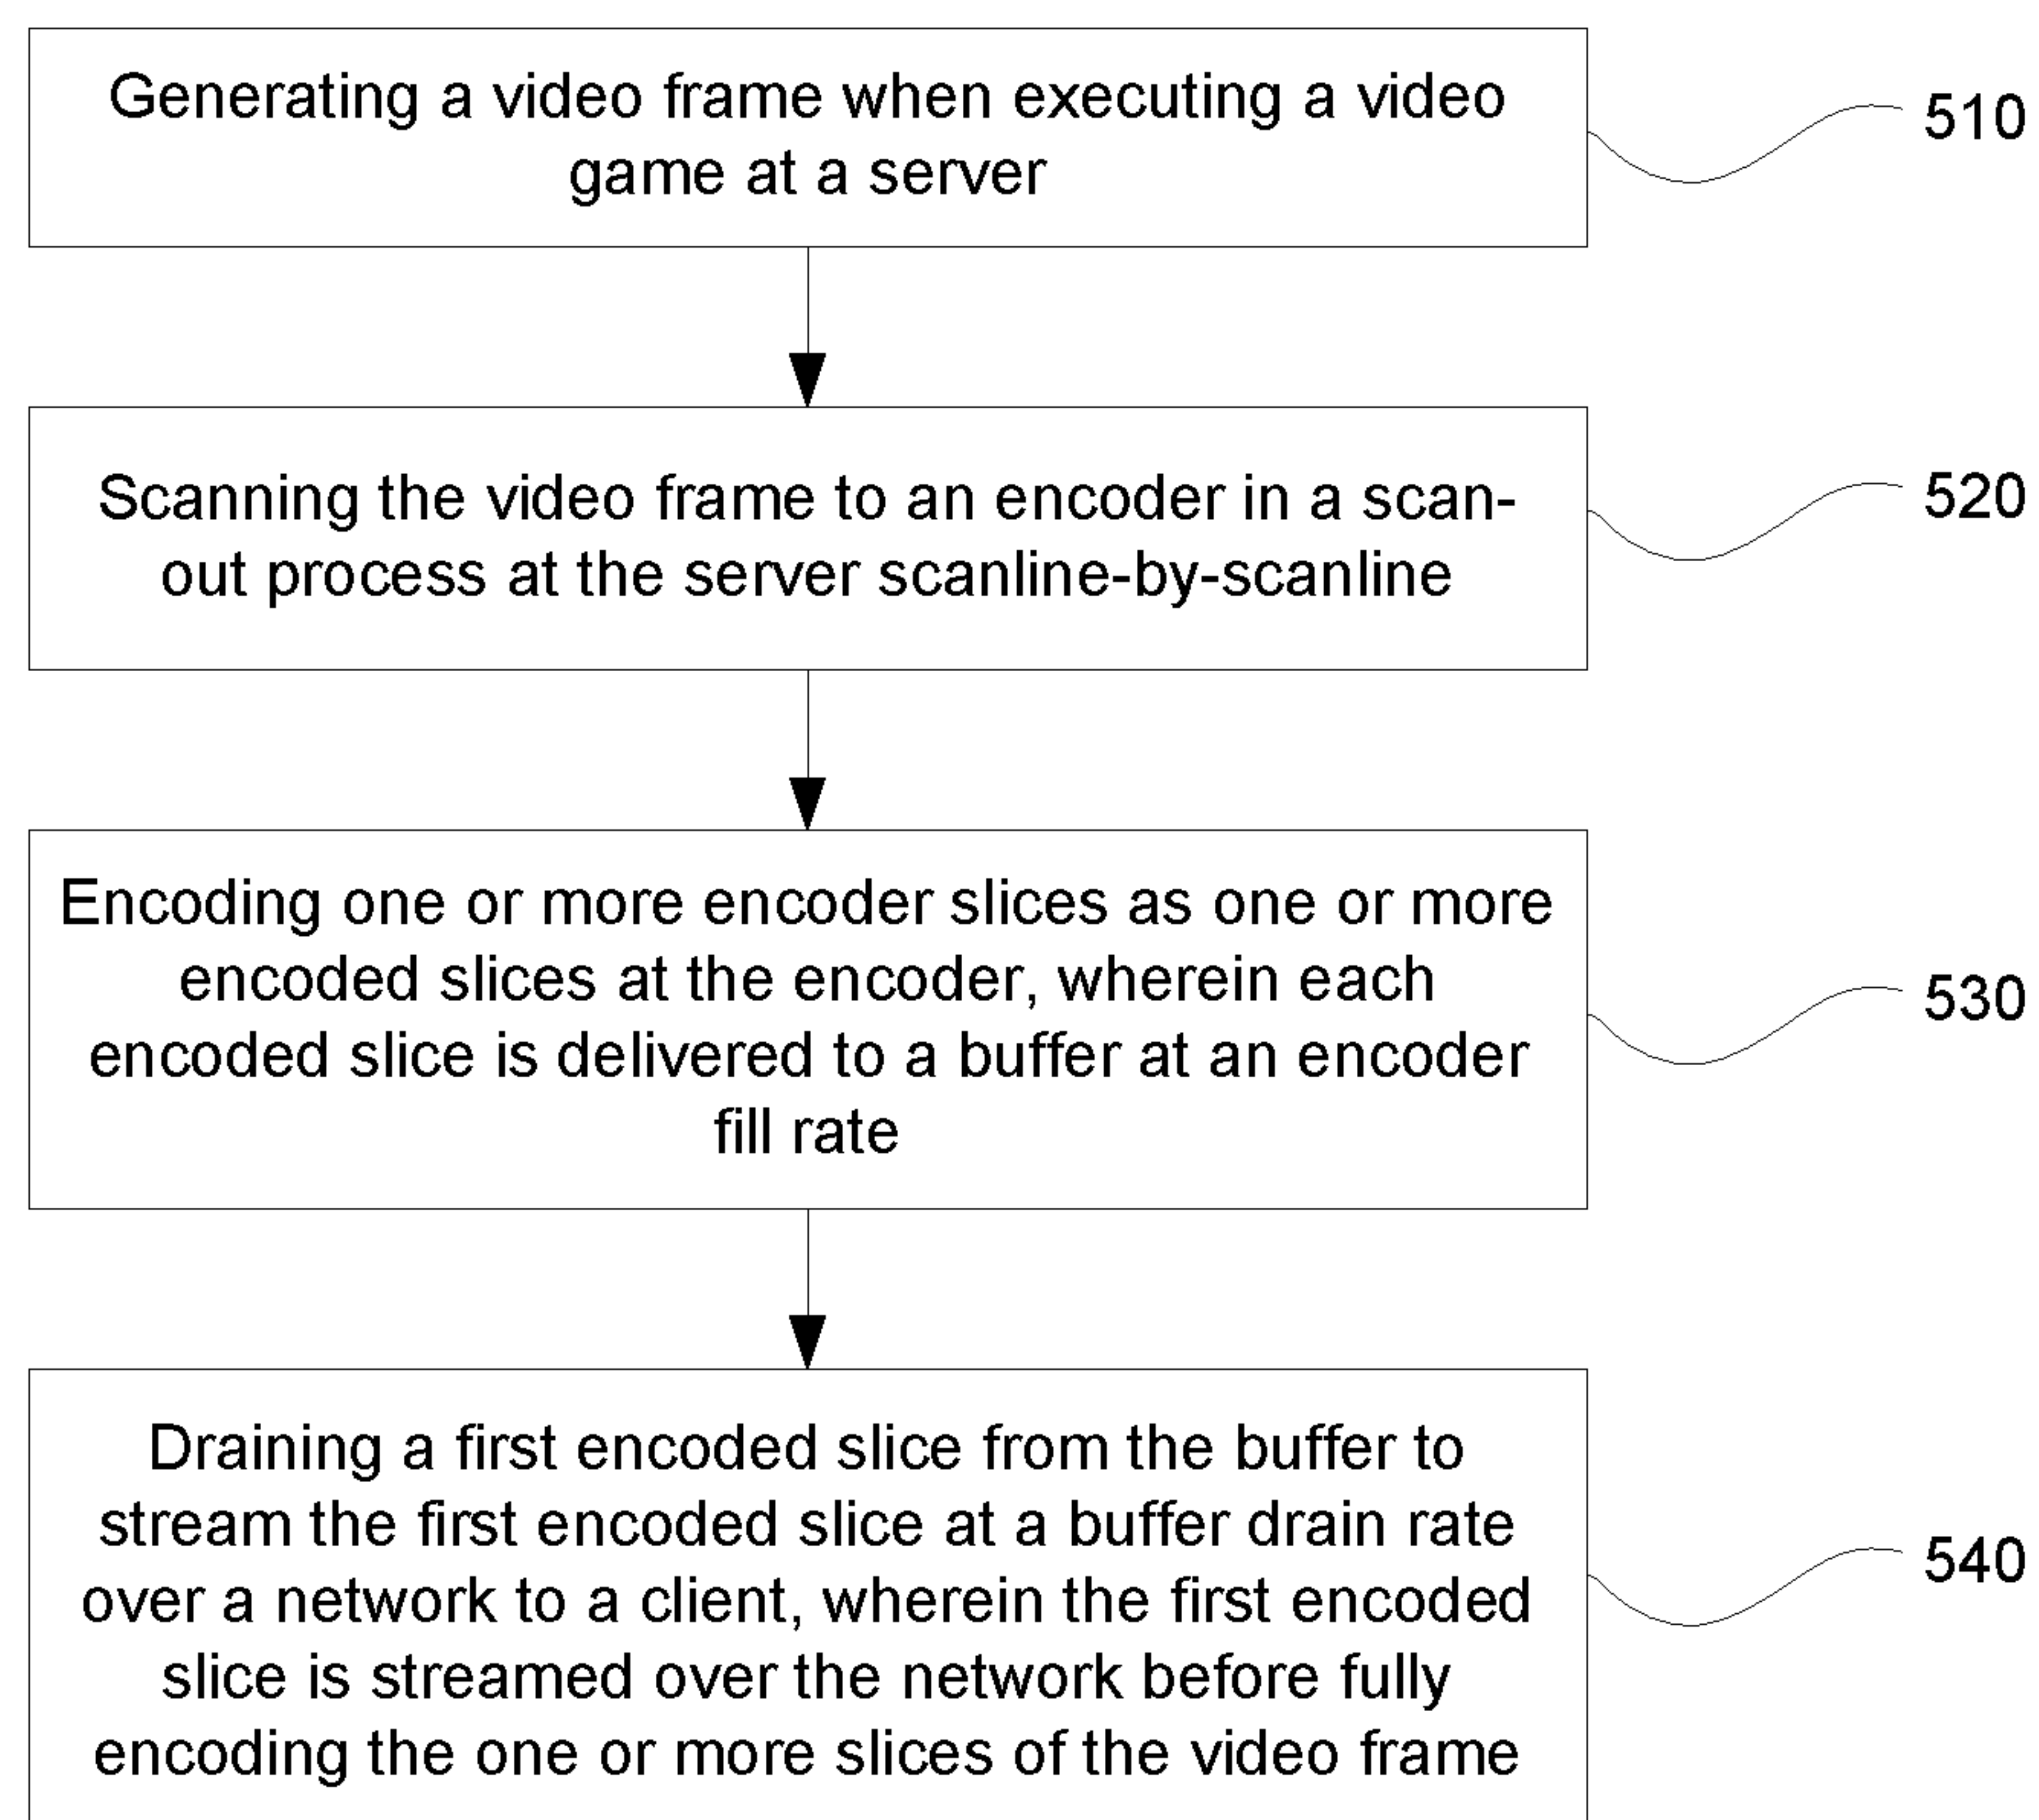 Generating a video frame when executing a video
game at a server
510
Scanning the video frame to an encoder in a scan-
out process at the server scanline-by-scanline
520
Encoding one or more encoder slices as one or more
encoded slices at the encoder, wherein each
encoded slice is delivered to a buffer at an encoder
fill rate
530
Draining a first encoded slice from the buffer to
stream the first encoded slice at a buffer drain rate
over a network to a client, wherein the first encoded
slice is streamed over the network before fully
encoding the one or more slices of the video frame
540